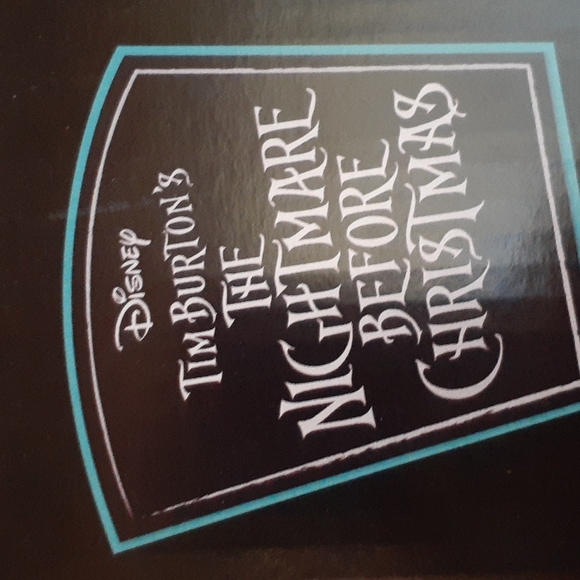 Disney
TIM BURTON'S
THE
NIGHTMARE
BEFORE
CHRISTMAS